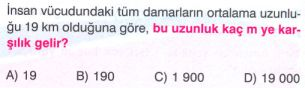 İnsan vücudundaki tüm damarların ortalama uzunlu-
ğu 19 km olduğuna göre, bu uzunluk kaç m ye kar-
şılık gelir?
A) 19 B) 190 C) 1 900 D) 19 000